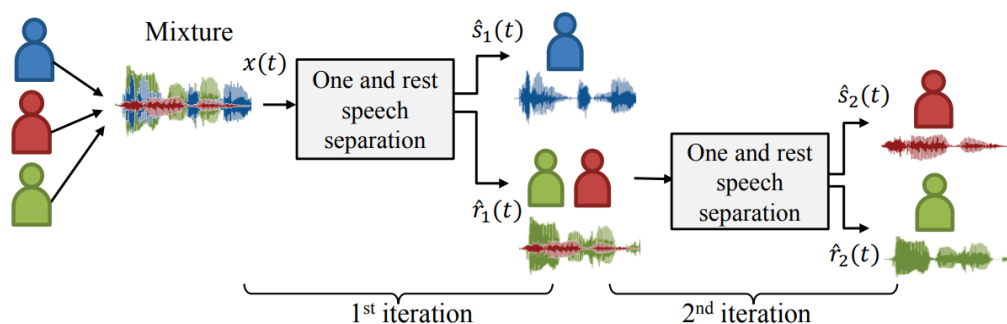 Mixture
x(t)
One and rest
speech
separation
ŝ₁(t)
r̂₁(t)
One and rest
speech
separation
ŝ₂(t)
r̂₂(t)
1ˢᵗ iteration
2ⁿᵈ iteration